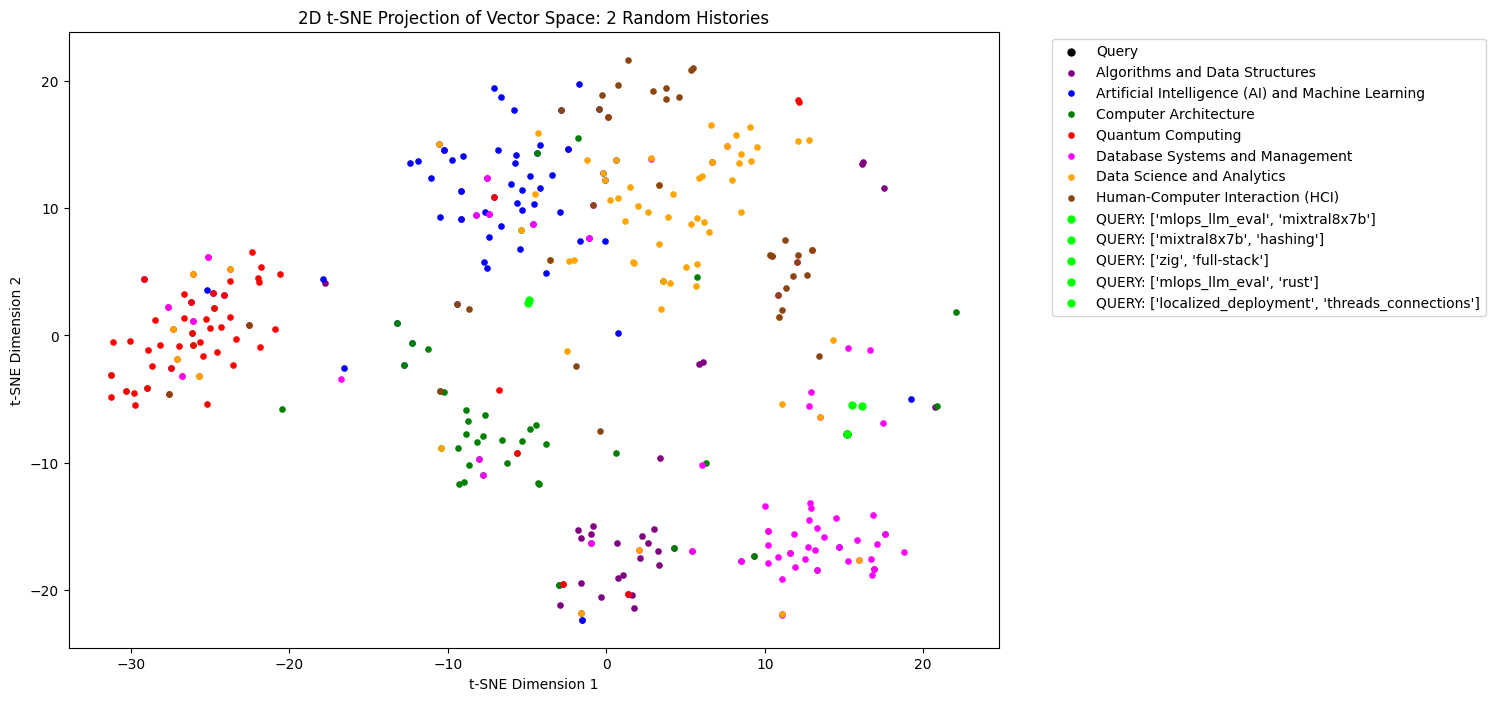 2D t-SNE Projection of Vector Space: 2 Random Histories
t-SNE Dimension 2
20
10
0
−10
−20
−30
−20
−10
0
10
20
t-SNE Dimension 1
Query
Algorithms and Data Structures
Artificial Intelligence (AI) and Machine Learning
Computer Architecture
Quantum Computing
Database Systems and Management
Data Science and Analytics
Human-Computer Interaction (HCI)
QUERY: ['mlops_llm_eval', 'mixtral8x7b']
QUERY: ['mixtral8x7b', 'hashing']
QUERY: ['zig', 'full-stack']
QUERY: ['mlops_llm_eval', 'rust']
QUERY: ['localized_deployment', 'threads_connections']